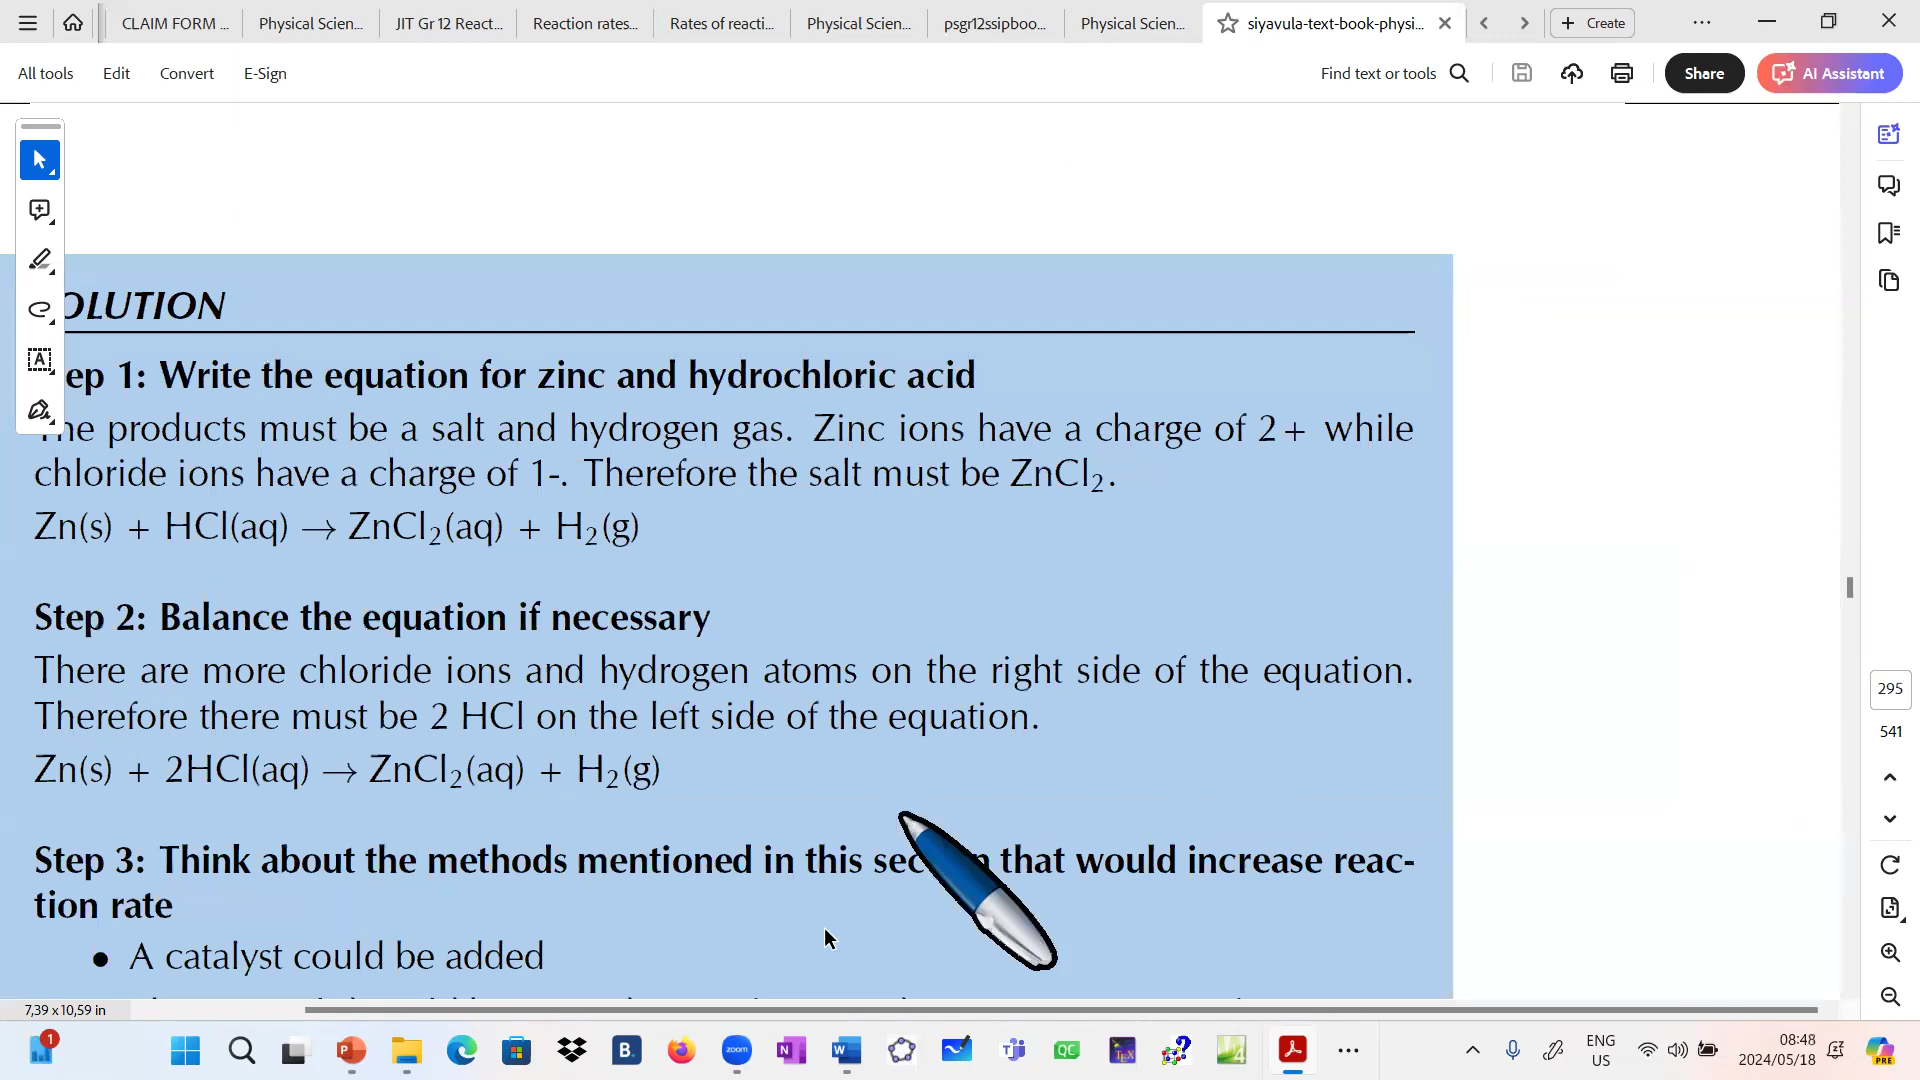 CLAIM FORM ...
Physical Scien...
JIT Gr 12 React...
Reaction rates...
Rates of reacti...
Physical Scien...
psgr12ssipboo...
Physical Scien...
siyavula-text-book-physi...
Create
All tools
Edit
Convert
E-Sign
Find text or tools
Share
AI Assistant
OLUTION
ep 1: Write the equation for zinc and hydrochloric acid
The products must be a salt and hydrogen gas. Zinc ions have a charge of 2+ while
chloride ions have a charge of 1-. Therefore the salt must be ZnCl₂.
Zn(s) + HCl(aq) → ZnCl₂(aq) + H₂(g)
Step 2: Balance the equation if necessary
There are more chloride ions and hydrogen atoms on the right side of the equation.
Therefore there must be 2 HCl on the left side of the equation.
Zn(s) + 2HCl(aq) → ZnCl₂(aq) + H₂(g)
Step 3: Think about the methods mentioned in this section that would increase reac-
tion rate
• A catalyst could be added
295
541
7,39 x 10,59 in
1
ENG
US
08:48
2024/05/18